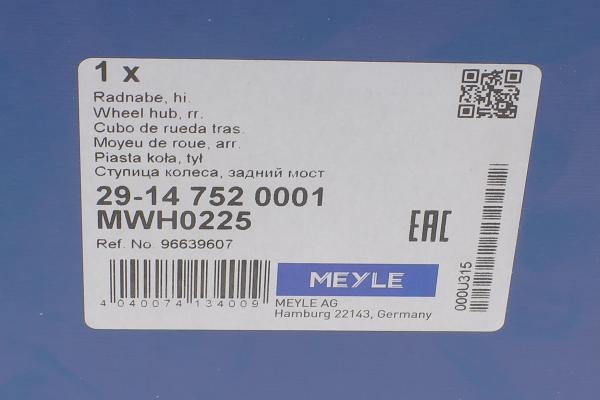 1 x
Radnabe, hi.
Wheel hub, rr.
Cubo de rueda tras.
Moyeu de roue, arr.
Piasta koła, tył
Ступица колеса, задний мост
29-14 752 0001
MWH0225
Ref. No. 96639607
EAC
000U315
MEYLE
4 040074 134009
MEYLE AG
Hamburg 22143, Germany